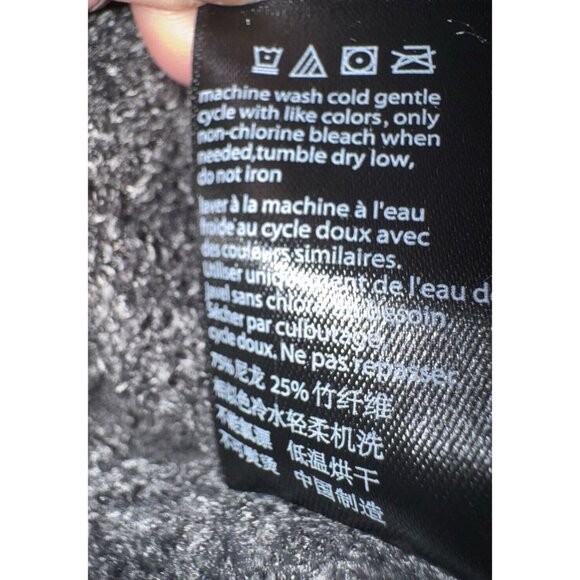 machine wash cold gentle
cycle with like colors, only
non-chlorine bleach when
needed,tumble dry low,
do not iron
laver à la machine à l'eau
froide au cycle doux avec
des couleurs similaires.
Utiliser uniquement de l'eau de
javel sans chlore au besoin.
Sécher par culbutage
cycle doux. Ne pas repasser
75%尼龙 25%竹纤维
相似色冷水轻柔机洗
不能氯漂 低温烘干
不可熨烫 中国制造